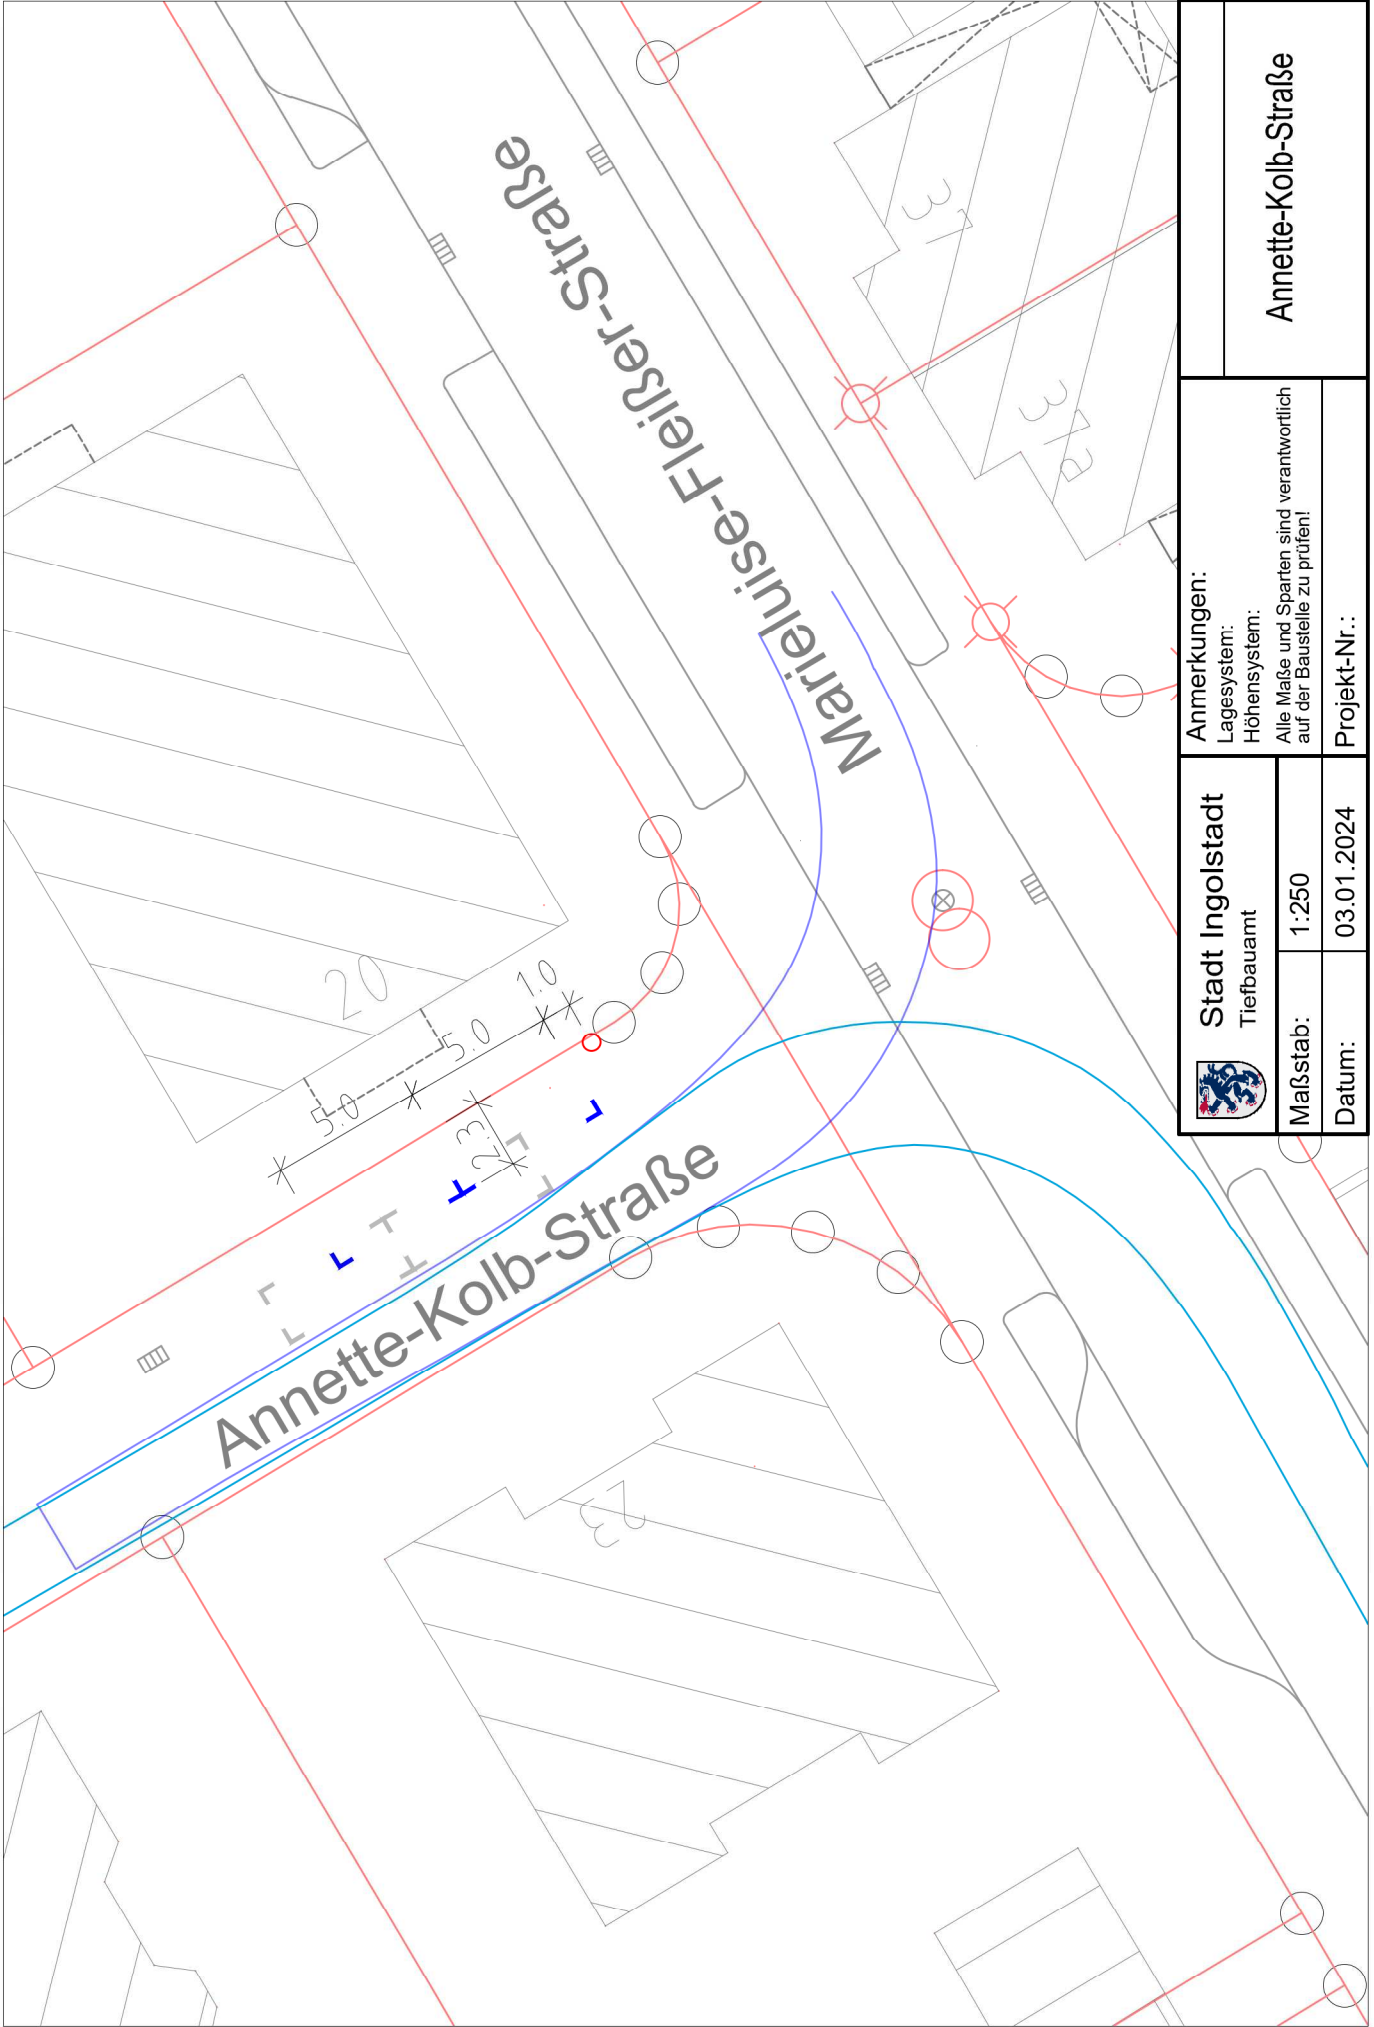 Marieluise-Fleißer-Straße
Annette-Kolb-Straße
20
31
31a
23
5.0
5.0
1.0
2.3
Stadt Ingolstadt
Tiefbauamt
Maßstab:
1:250
Datum:
03.01.2024
Anmerkungen:
Lagesystem:
Höhensystem:
Alle Maße und Sparten sind verantwortlich
auf der Baustelle zu prüfen!
Projekt-Nr.:
Annette-Kolb-Straße